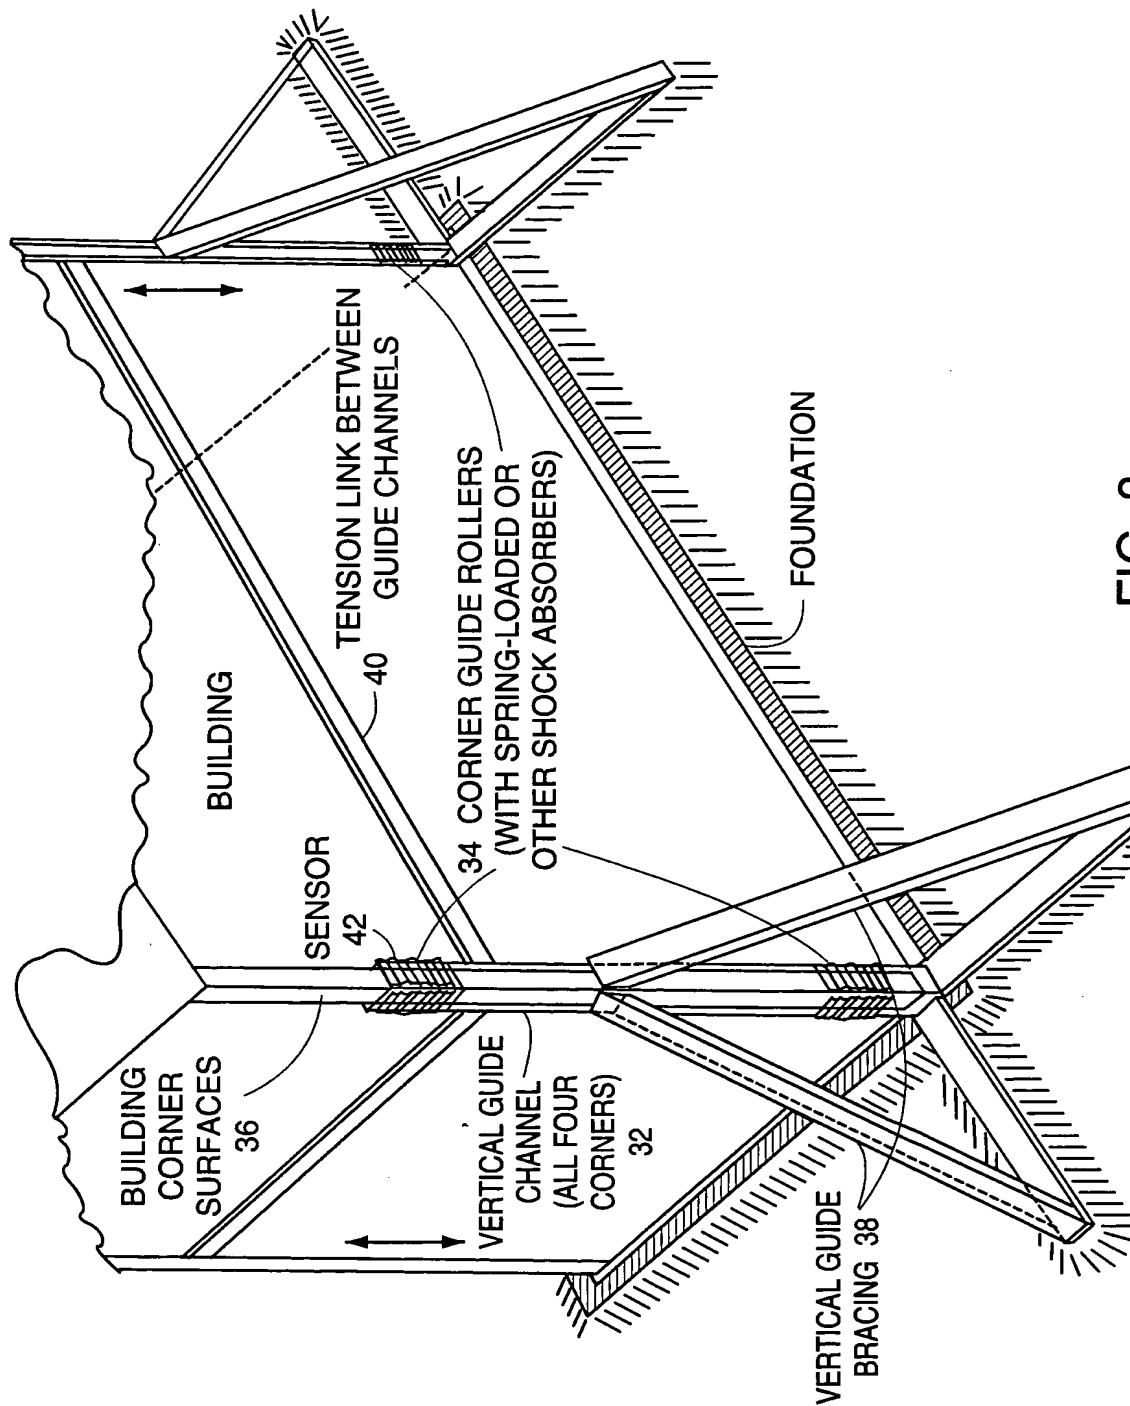 BUILDING
BUILDING
CORNER
SURFACES
36
SENSOR
42
TENSION LINK BETWEEN
GUIDE CHANNELS
40
34 CORNER GUIDE ROLLERS
(WITH SPRING-LOADED OR
OTHER SHOCK ABSORBERS)
VERTICAL GUIDE
CHANNEL
(ALL FOUR
CORNERS)
32
FOUNDATION
VERTICAL GUIDE
BRACING 38
FIG.